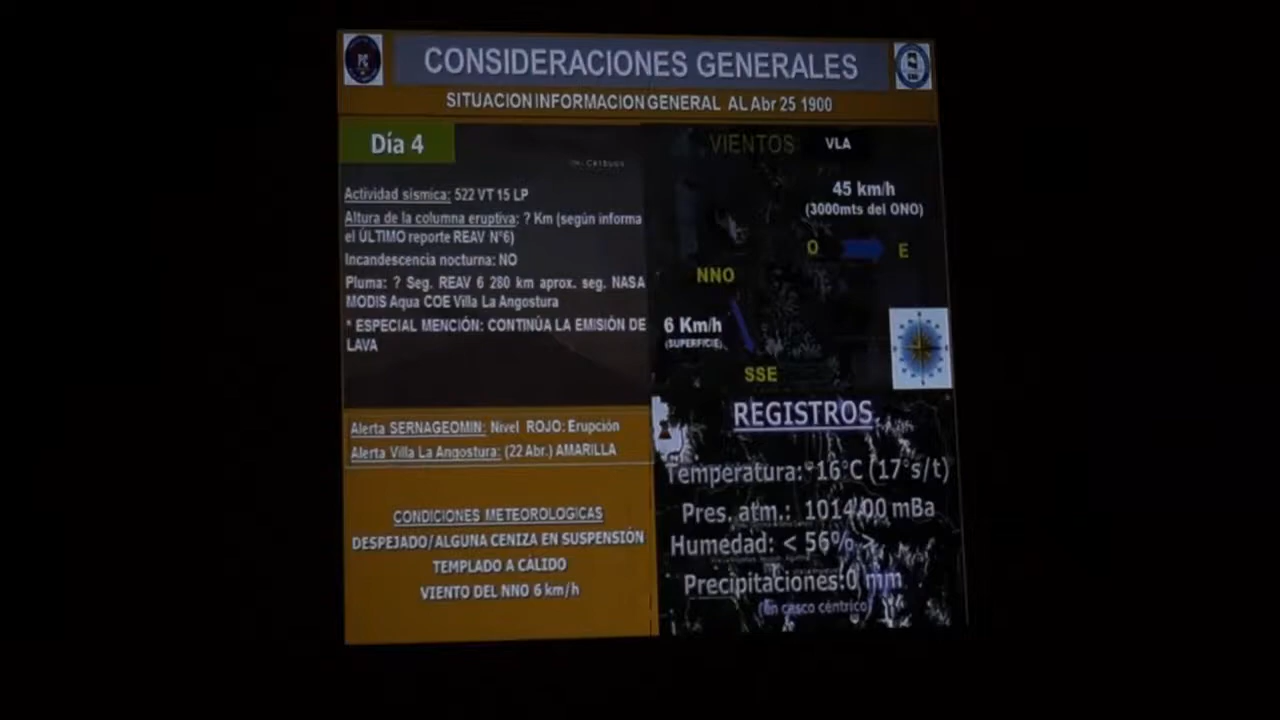 CONSIDERACIONES GENERALES
SITUACION INFORMACION GENERAL AL Abr 25 1900
Día 4
Actividad sísmica: 522 VT 15 LP
Altura de la columna eruptiva: ? Km (según informa
el ÚLTIMO reporte REAV N°6)
Incandescencia nocturna: NO
Pluma: ? Seg. REAV 6 280 km aprox. seg. NASA
MODIS Aqua COE Villa La Angostura
* ESPECIAL MENCIÓN: CONTINÚA LA EMISIÓN DE
LAVA
Alerta SERNAGEOMIN: Nivel ROJO: Erupción
Alerta Villa La Angostura: (22 Abr.) AMARILLA
CONDICIONES METEOROLOGICAS
DESPEJADO/ALGUNA CENIZA EN SUSPENSIÓN
TEMPLADO A CÁLIDO
VIENTO DEL NNO 6 km/h
VIENTOS VLA
45 km/h
(3000mts del ONO)
O E
NNO
6 Km/h
(SUPERFICIE)
SSE
REGISTROS
Temperatura: 16°C (17°s/t)
Pres. atm.: 1014,00 mBa
Humedad: < 56% >
Precipitaciones:0 mm
(En casco céntrico)